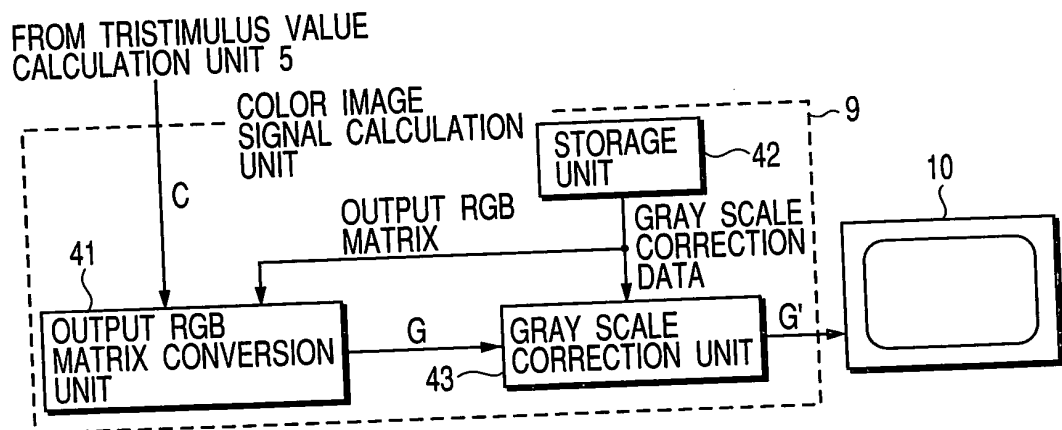 FROM TRISTIMULUS VALUE
CALCULATION UNIT 5
COLOR IMAGE
SIGNAL CALCULATION
UNIT
9
STORAGE
UNIT
42
10
C
OUTPUT RGB
MATRIX
GRAY SCALE
CORRECTION
DATA
41
OUTPUT RGB
MATRIX CONVERSION
UNIT
G
43
GRAY SCALE
CORRECTION UNIT
G'